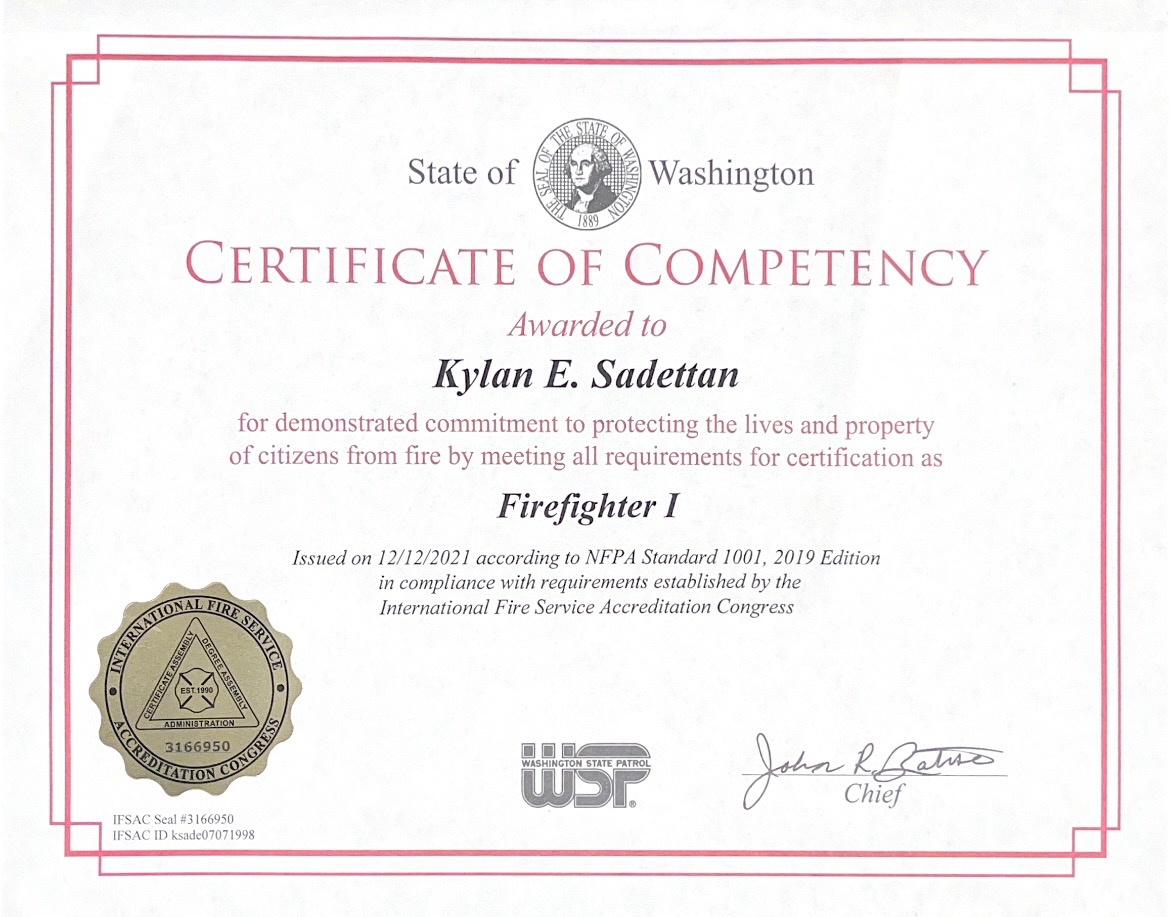 State of Washington
THE SEAL OF THE STATE OF WASHINGTON
1889
CERTIFICATE OF COMPETENCY
Awarded to
Kylan E. Sadettan
for demonstrated commitment to protecting the lives and property
of citizens from fire by meeting all requirements for certification as
Firefighter I
Issued on 12/12/2021 according to NFPA Standard 1001, 2019 Edition
in compliance with requirements established by the
International Fire Service Accreditation Congress
INTERNATIONAL FIRE SERVICE
CERTIFICATE ASSEMBLY
DEGREE ASSEMBLY
EST.1990
ADMINISTRATION
3166950
ACCREDITATION CONGRESS
WASHINGTON STATE PATROL
WSP®
John R. Batiste
Chief
IFSAC Seal #3166950
IFSAC ID ksade07071998